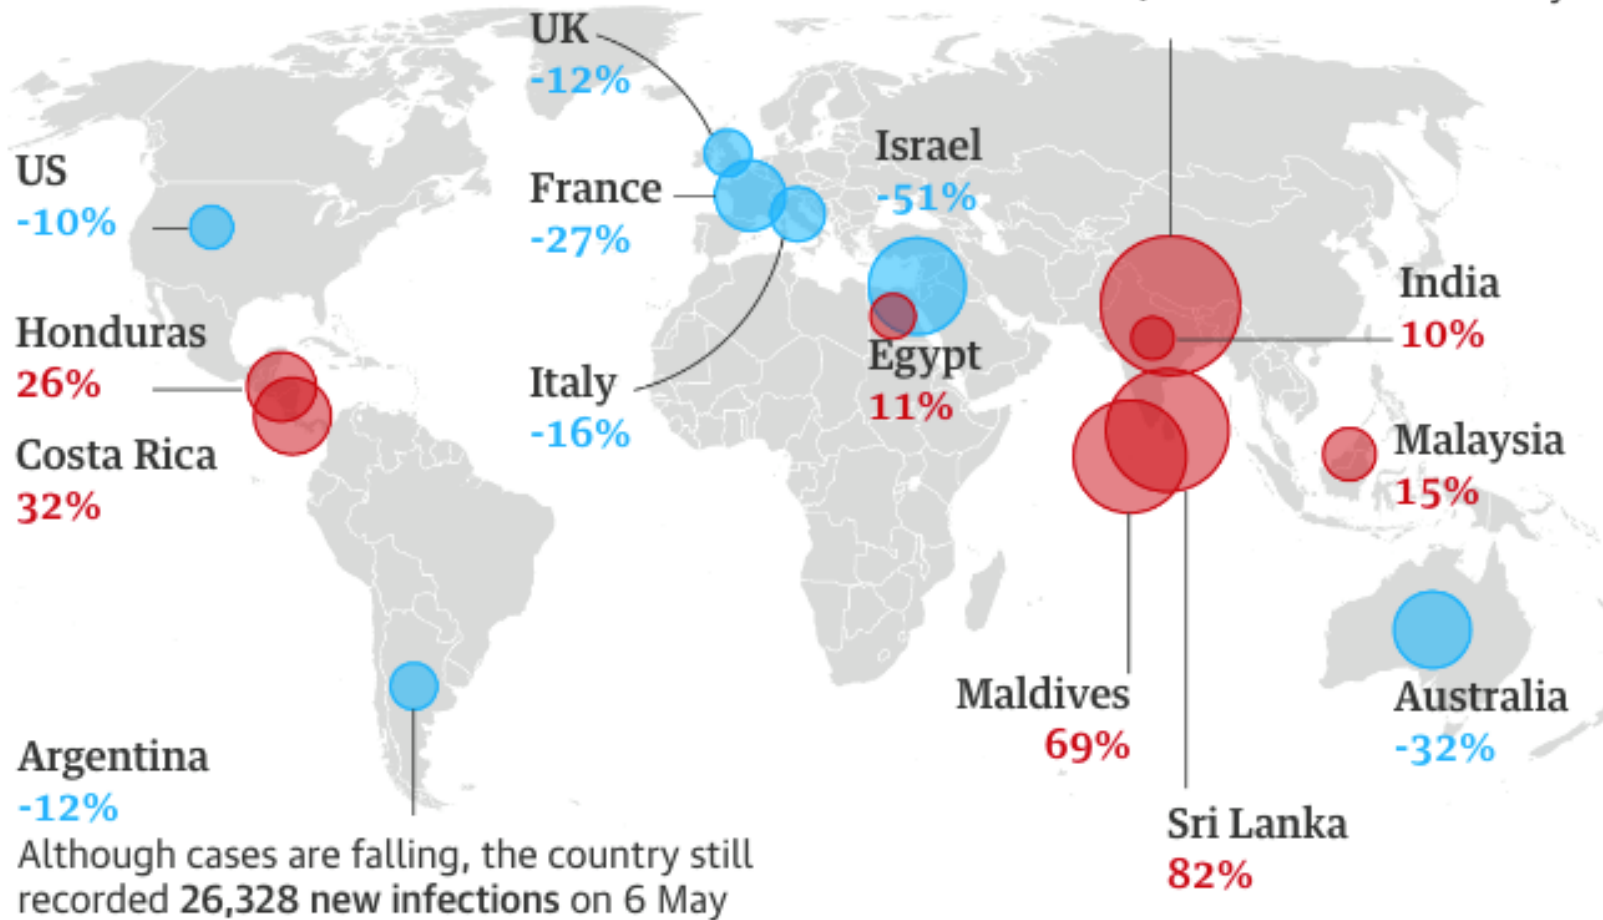 UK
-12%
US
-10%
France
-27%
Israel
-51%
India
10%
Honduras
26%
Italy
-16%
Egypt
11%
Costa Rica
32%
Malaysia
15%
Maldives
69%
Australia
-32%
Argentina
-12%
Although cases are falling, the country still
recorded 26,328 new infections on 6 May
Sri Lanka
82%